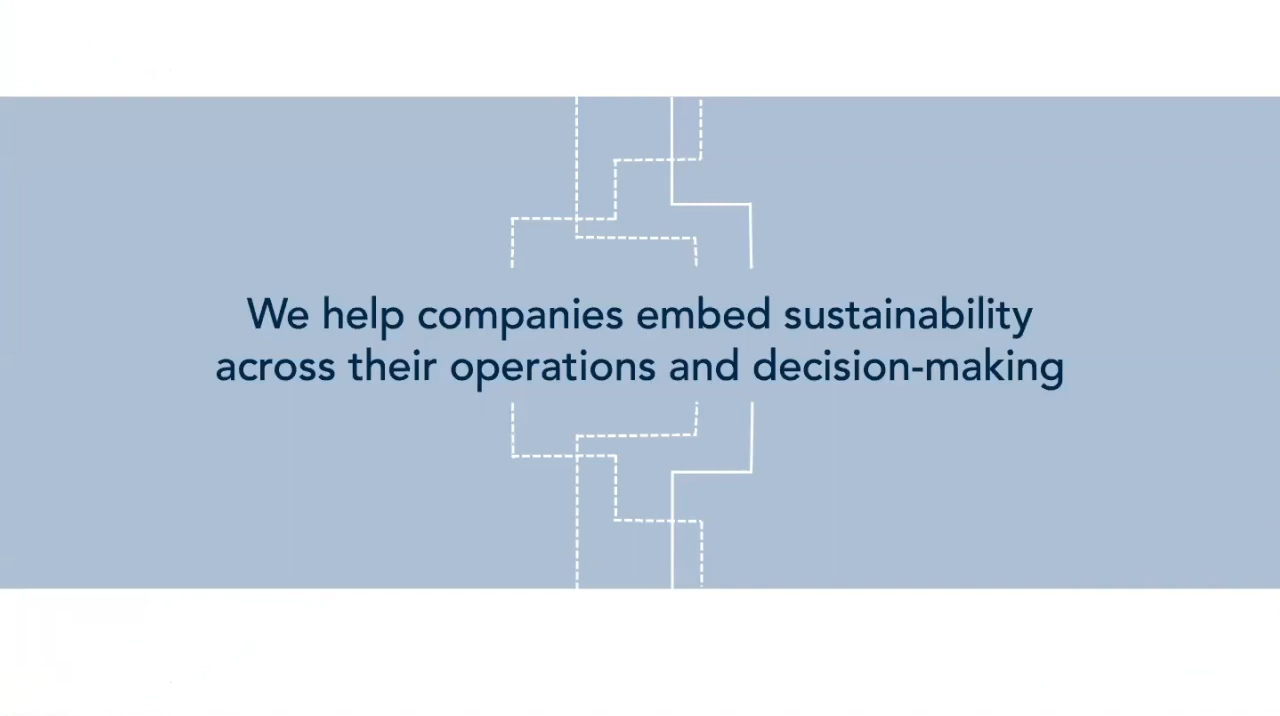 We help companies embed sustainability
across their operations and decision-making